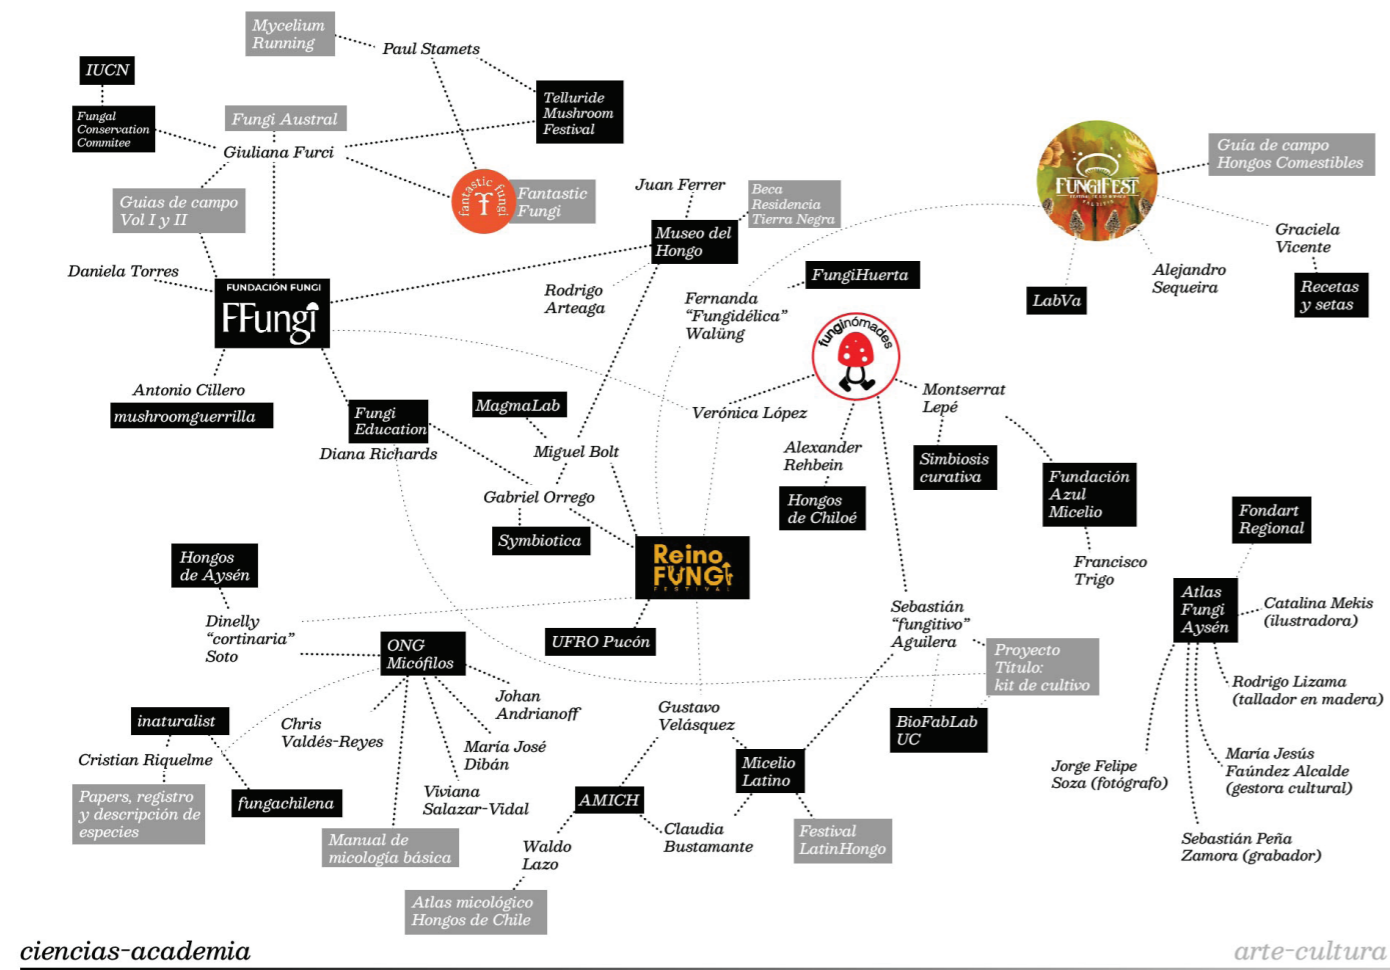 Mycelium
Running
Paul Stamets
IUCN
Fungal
Conservation
Commitee
Fungi Austral
Giuliana Furci
Telluride
Mushroom
Festival
Guias de campo
Vol I y II
fantastic fungi
Fantastic
Fungi
Juan Ferrer
Beca
Residencia
Tierra Negra
Museo del
Hongo
FUNGIFEST
Guía de campo
Hongos Comestibles
Graciela
Vicente
Alejandro
Sequeira
LabVa
Recetas
y setas
Daniela Torres
FUNDACIÓN FUNGI
FFungi
Rodrigo
Arteaga
Fernanda
“Fungidélica”
Walüng
FungiHuerta
funginómades
Antonio Cillero
mushroomguerrilla
Fungi
Education
Diana Richards
MagmaLab
Miguel Bolt
Gabriel Orrego
Symbiotica
Verónica López
Montserrat
Lepé
Alexander
Rehbein
Hongos
de Chiloé
Simbiosis
curativa
Fundación
Azul
Micelio
Francisco
Trigo
Fondart
Regional
Reino
FUNGI
FESTIVAL
Hongos
de Aysén
Dinelly
“cortinaria”
Soto
ONG
Micófilos
UFRO Pucón
Sebastián
“fungitivo”
Aguilera
Proyecto
Título:
kit de cultivo
Atlas
Fungi
Aysén
Catalina Mekis
(ilustradora)
Rodrigo Lizama
(tallador en madera)
inaturalist
Cristian Riquelme
Papers, registro
y descripción de
especies
fungachilena
Chris
Valdés-Reyes
Johan
Andrianoff
María José
Dibán
Viviana
Salazar-Vidal
Manual de
micología básica
Gustavo
Velásquez
BioFabLab
UC
Micelio
Latino
AMICH
Waldo
Lazo
Claudia
Bustamante
Festival
LatinHongo
Atlas micológico
Hongos de Chile
Jorge Felipe
Soza (fotógrafo)
María Jesús
Faúndez Alcalde
(gestora cultural)
Sebastián Peña
Zamora (grabador)
ciencias-academia
arte-cultura